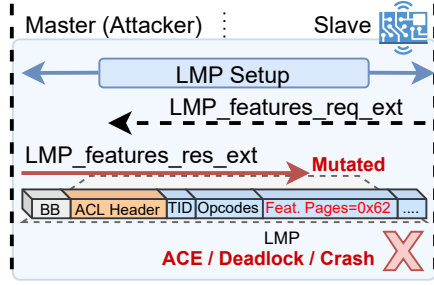 Master (Attacker)
Slave
LMP Setup
LMP_features_req_ext
LMP_features_res_ext
Mutated
BB
ACL Header
TID
Opcodes
Feat. Pages=0x62
....
LMP
ACE / Deadlock / Crash